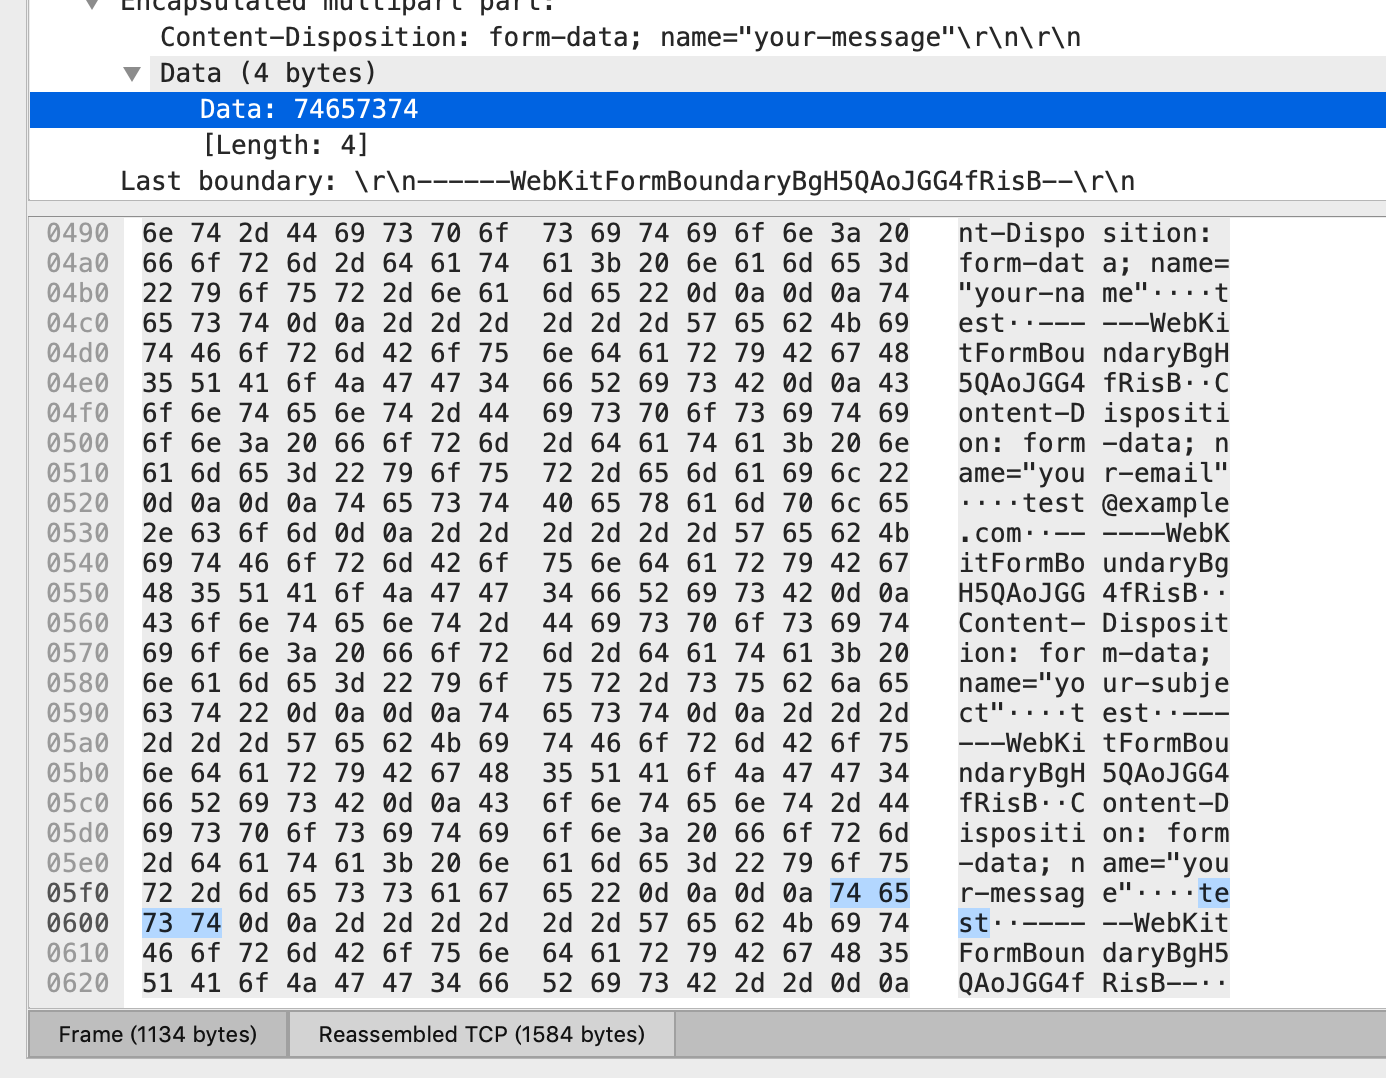 Encapsulated multipart part:
Content-Disposition: form-data; name="your-message"\r\n\r\n
Data (4 bytes)
Data: 74657374
[Length: 4]
Last boundary: \r\n------WebKitFormBoundaryBgH5QAoJGG4fRisB--\r\n
0490 6e 74 2d 44 69 73 70 6f 73 69 74 69 6f 6e 3a 20 nt-Dispo sition:
04a0 66 6f 72 6d 2d 64 61 74 61 3b 20 6e 61 6d 65 3d form-dat a; name=
04b0 22 79 6f 75 72 2d 6e 61 6d 65 22 0d 0a 0d 0a 74 "your-na me"····t
04c0 65 73 74 0d 0a 2d 2d 2d 2d 2d 2d 57 65 62 4b 69 est··--- ---WebKi
04d0 74 46 6f 72 6d 42 6f 75 6e 64 61 72 79 42 67 48 tFormBou ndaryBgH
04e0 35 51 41 6f 4a 47 47 34 66 52 69 73 42 0d 0a 43 5QAoJGG4 fRisB··C
04f0 6f 6e 74 65 6e 74 2d 44 69 73 70 6f 73 69 74 69 ontent-D ispositi
0500 6f 6e 3a 20 66 6f 72 6d 2d 64 61 74 61 3b 20 6e on: form -data; n
0510 61 6d 65 3d 22 79 6f 75 72 2d 65 6d 61 69 6c 22 ame="you r-email"
0520 0d 0a 0d 0a 74 65 73 74 40 65 78 61 6d 70 6c 65 ····test @example
0530 2e 63 6f 6d 0d 0a 2d 2d 2d 2d 2d 2d 57 65 62 4b .com··-- ----WebK
0540 69 74 46 6f 72 6d 42 6f 75 6e 64 61 72 79 42 67 itFormBo undaryBg
0550 48 35 51 41 6f 4a 47 47 34 66 52 69 73 42 0d 0a H5QAoJGG 4fRisB··
0560 43 6f 6e 74 65 6e 74 2d 44 69 73 70 6f 73 69 74 Content- Disposit
0570 69 6f 6e 3a 20 66 6f 72 6d 2d 64 61 74 61 3b 20 ion: for m-data;
0580 6e 61 6d 65 3d 22 79 6f 75 72 2d 73 75 62 6a 65 name="yo ur-subje
0590 63 74 22 0d 0a 0d 0a 74 65 73 74 0d 0a 2d 2d 2d ct"····t est··---
05a0 2d 2d 2d 57 65 62 4b 69 74 46 6f 72 6d 42 6f 75 ---WebKi tFormBou
05b0 6e 64 61 72 79 42 67 48 35 51 41 6f 4a 47 47 34 ndaryBgH 5QAoJGG4
05c0 66 52 69 73 42 0d 0a 43 6f 6e 74 65 6e 74 2d 44 fRisB··C ontent-D
05d0 69 73 70 6f 73 69 74 69 6f 6e 3a 20 66 6f 72 6d ispositi on: form
05e0 2d 64 61 74 61 3b 20 6e 61 6d 65 3d 22 79 6f 75 -data; n ame="you
05f0 72 2d 6d 65 73 73 61 67 65 22 0d 0a 0d 0a 74 65 r-messag e"····te
0600 73 74 0d 0a 2d 2d 2d 2d 2d 2d 57 65 62 4b 69 74 st··---- --WebKit
0610 46 6f 72 6d 42 6f 75 6e 64 61 72 79 42 67 48 35 FormBoun daryBgH5
0620 51 41 6f 4a 47 47 34 66 52 69 73 42 2d 2d 0d 0a QAoJGG4f RisB--··
Frame (1134 bytes)
Reassembled TCP (1584 bytes)